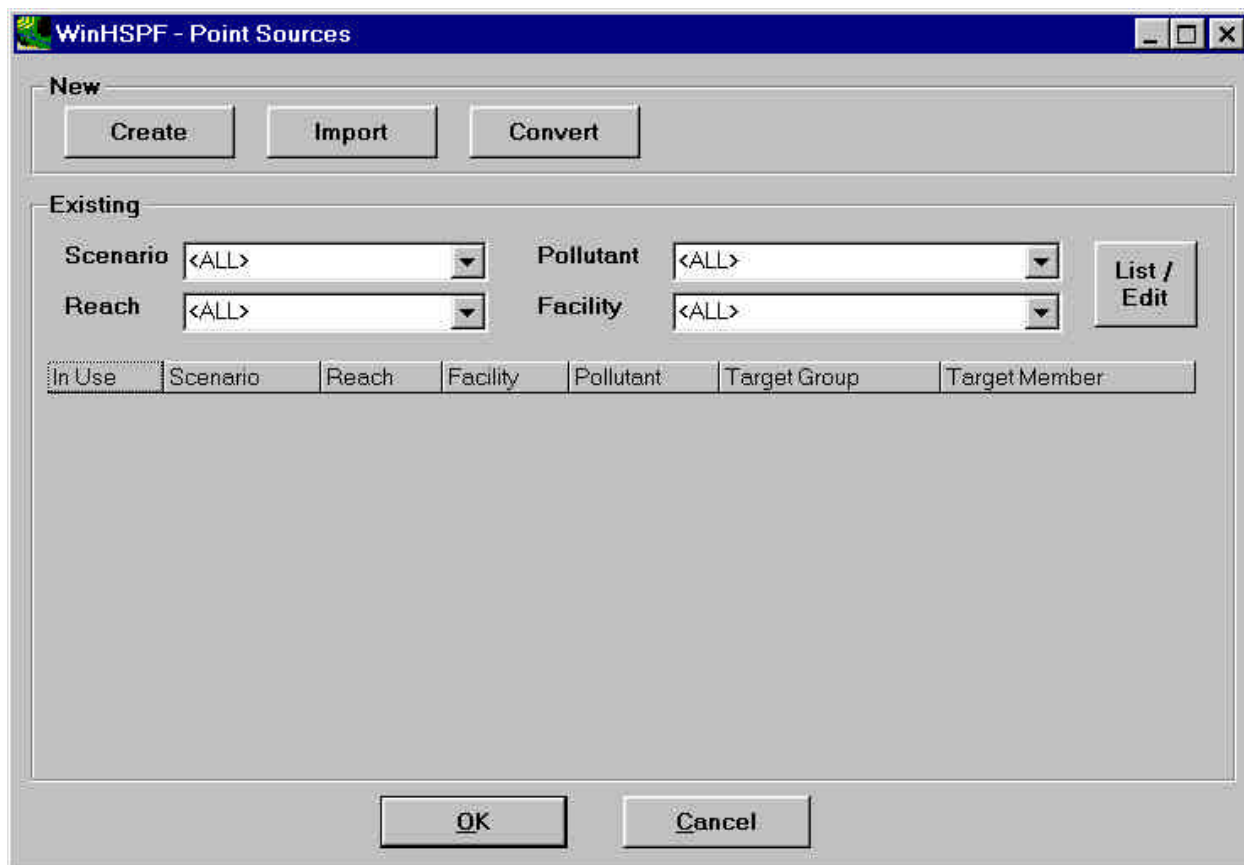 WinHSPF - Point Sources
New
Create Import Convert
Existing
Scenario <ALL> Pollutant <ALL> List / Edit
Reach <ALL> Facility <ALL>
In Use Scenario Reach Facility Pollutant Target Group Target Member
OK Cancel